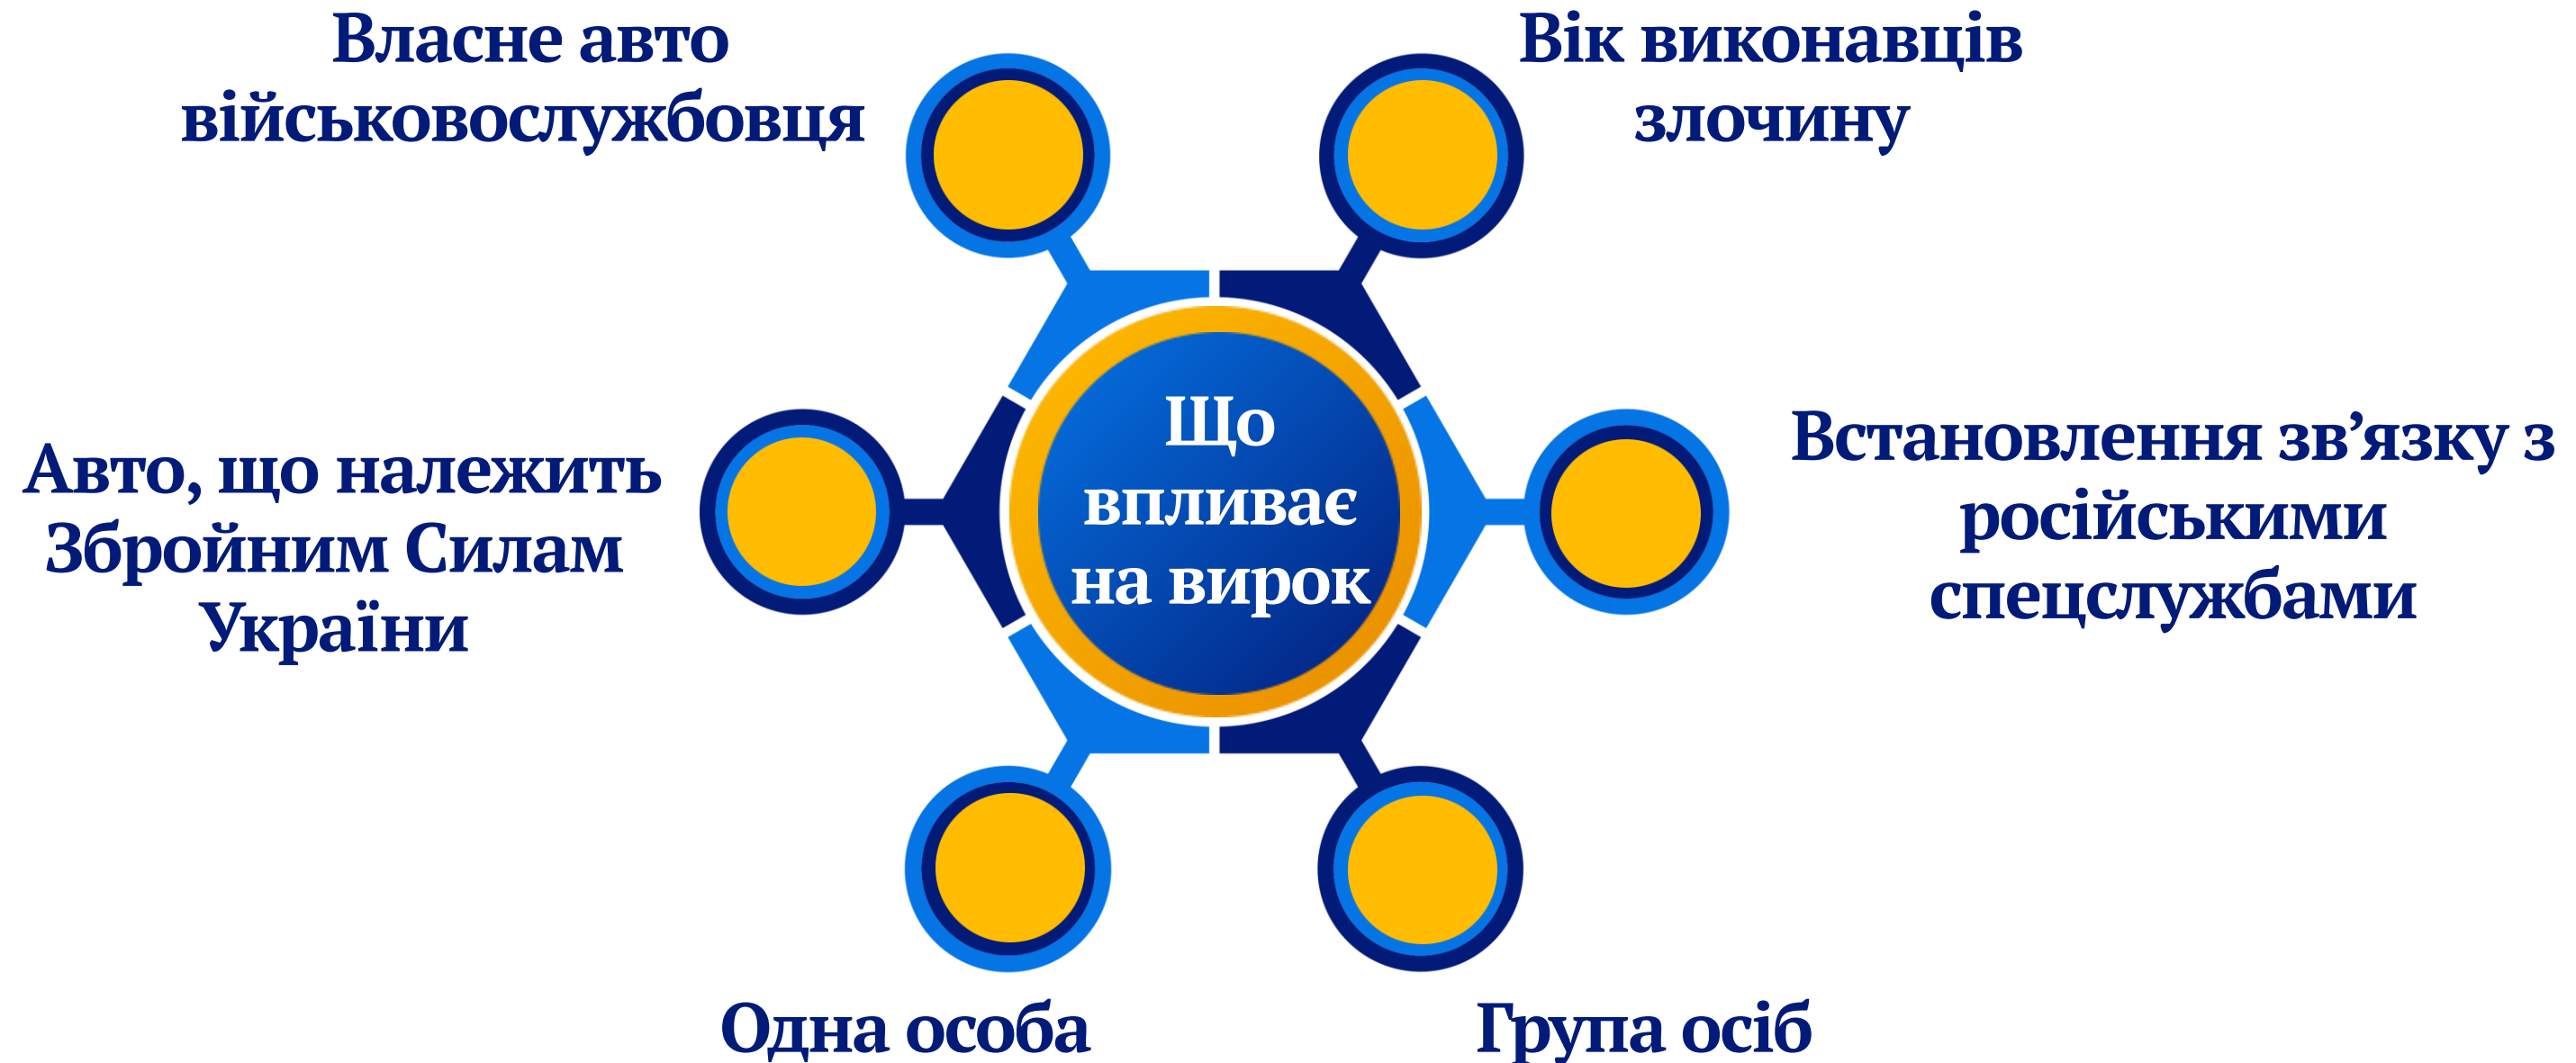 Власне авто
військовослужбовця
Вік виконавців
злочину
Авто, що належить
Збройним Силам
України
Що
впливає
на вирок
Встановлення зв’язку з
російськими
спецслужбами
Одна особа
Група осіб